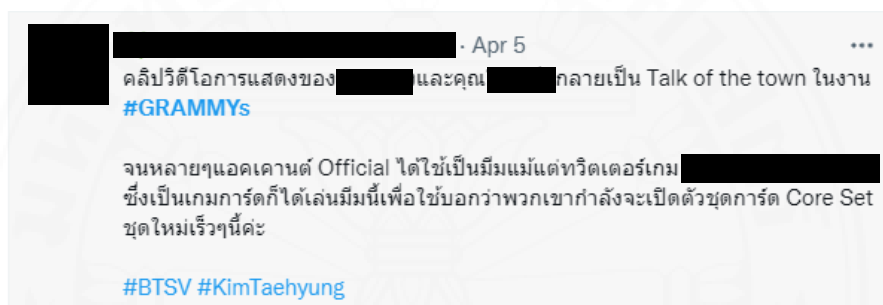 · Apr 5
คลิปวิดีโอการแสดงของ และคุณ กลายเป็น Talk of the town ในงาน
#GRAMMYs
จนหลายๆแอคเคานต์ Official ได้ใช้เป็นมีมแม้แต่ทวิตเตอร์เกม
ซึ่งเป็นเกมการ์ดก็ได้เล่นมีมนี้เพื่อใช้บอกว่าพวกเขากำลังจะเปิดตัวชุดการ์ด Core Set
ชุดใหม่เร็วๆนี้ค่ะ
#BTSV #KimTaehyung